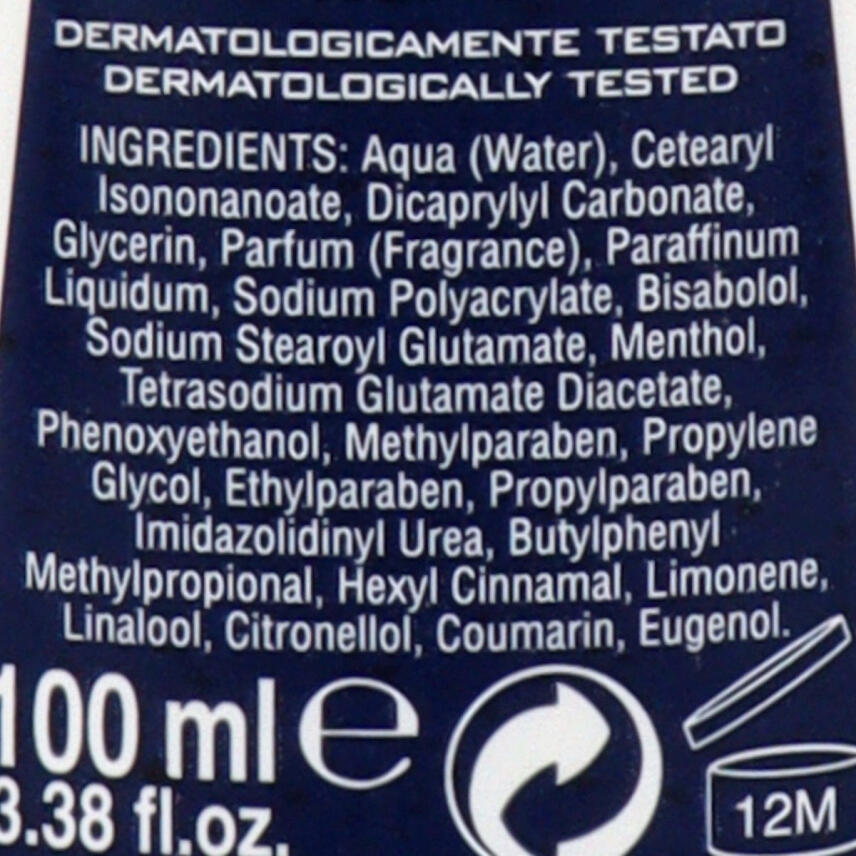 DERMATOLOGICAMENTE TESTATO
DERMATOLOGICALLY TESTED
INGREDIENTS: Aqua (Water), Cetearyl
Isononanoate, Dicaprylyl Carbonate,
Glycerin, Parfum (Fragrance), Paraffinum
Liquidum, Sodium Polyacrylate, Bisabolol,
Sodium Stearoyl Glutamate, Menthol,
Tetrasodium Glutamate Diacetate,
Phenoxyethanol, Methylparaben, Propylene
Glycol, Ethylparaben, Propylparaben,
Imidazolidinyl Urea, Butylphenyl
Methylpropional, Hexyl Cinnamal, Limonene,
Linalool, Citronellol, Coumarin, Eugenol.
100 ml e
3.38 fl.oz.
12M